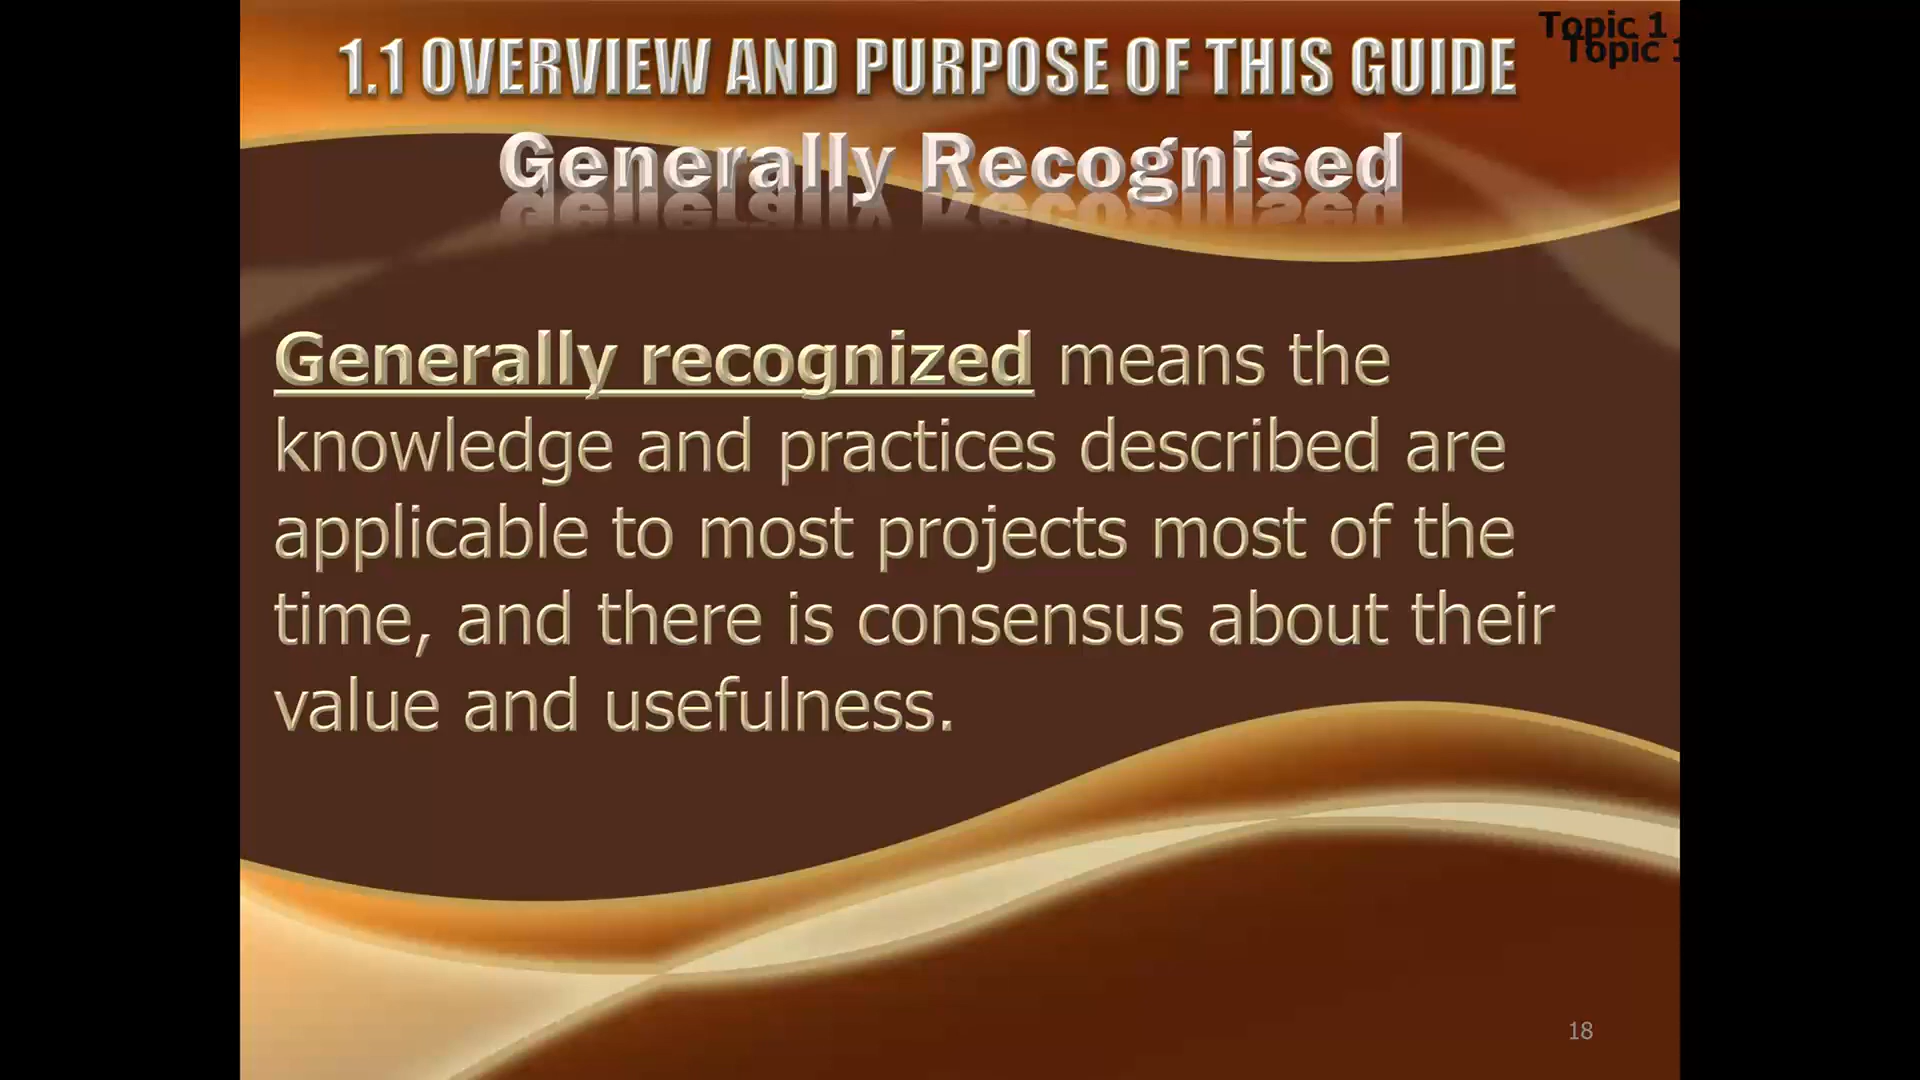 Topic 1
Topic 1
1.1 OVERVIEW AND PURPOSE OF THIS GUIDE
Generally Recognised
Generally recognized means the
knowledge and practices described are
applicable to most projects most of the
time, and there is consensus about their
value and usefulness.
18